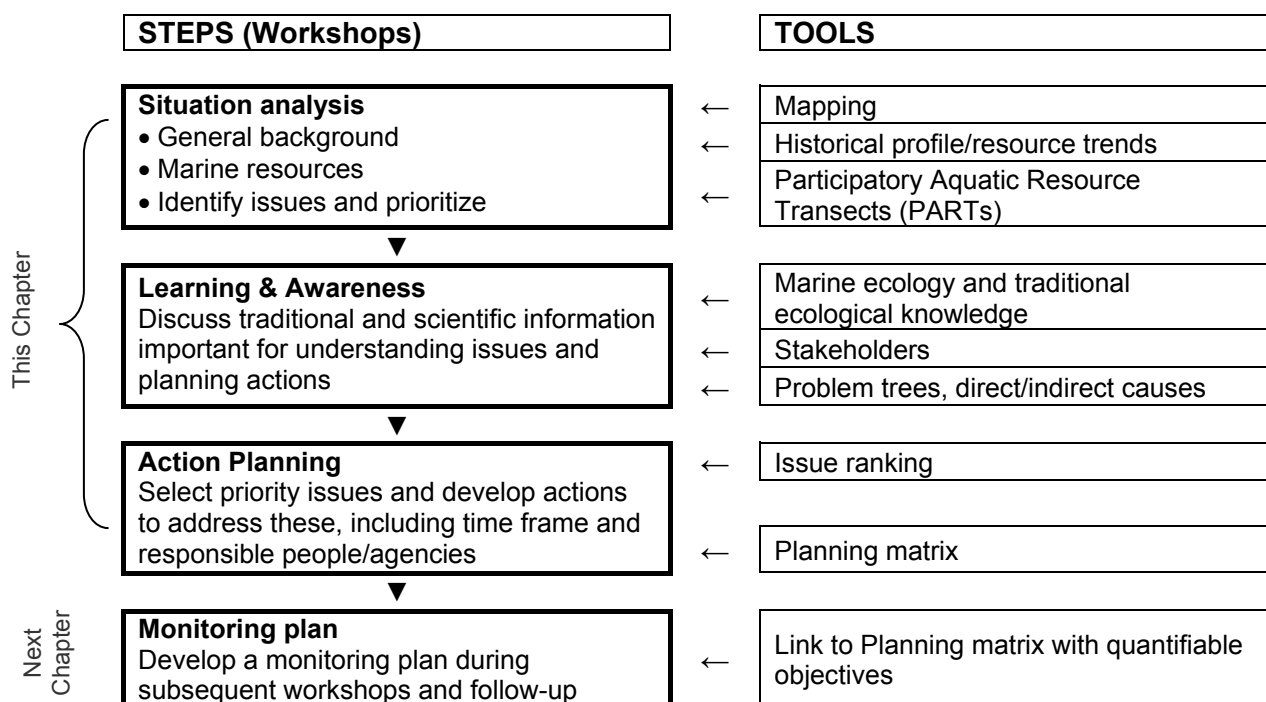 STEPS (Workshops)
TOOLS
This Chapter
Situation analysis
• General background
• Marine resources
• Identify issues and prioritize
← Mapping
← Historical profile/resource trends
← Participatory Aquatic Resource
Transects (PARTs)
▼
Learning & Awareness
Discuss traditional and scientific information
important for understanding issues and
planning actions
← Marine ecology and traditional
ecological knowledge
← Stakeholders
← Problem trees, direct/indirect causes
▼
Action Planning
Select priority issues and develop actions
to address these, including time frame and
responsible people/agencies
← Issue ranking
← Planning matrix
▼
Next
Chapter
Monitoring plan
Develop a monitoring plan during
subsequent workshops and follow-up
← Link to Planning matrix with quantifiable
objectives